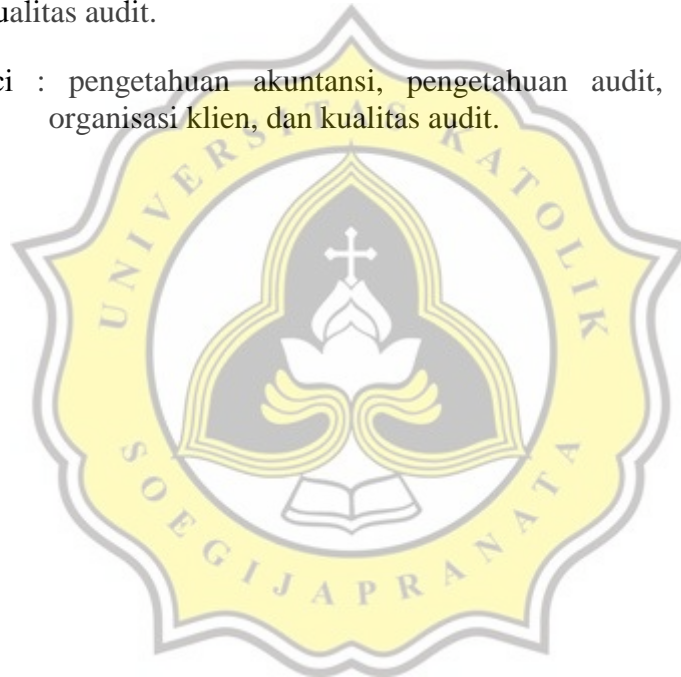 ualitas audit.
ci : pengetahuan akuntansi, pengetahuan audit,
organisasi klien, dan kualitas audit.
UNIVERSITAS KATOLIK
SOEGIJAPRANATA